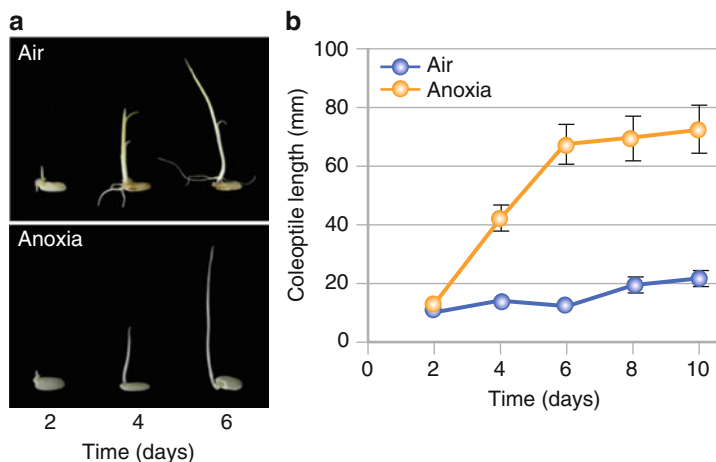 a
Air
Anoxia
2 4 6
Time (days)
b
Air
Anoxia
Coleoptile length (mm)
100
80
60
40
20
0
0 2 4 6 8 10
Time (days)